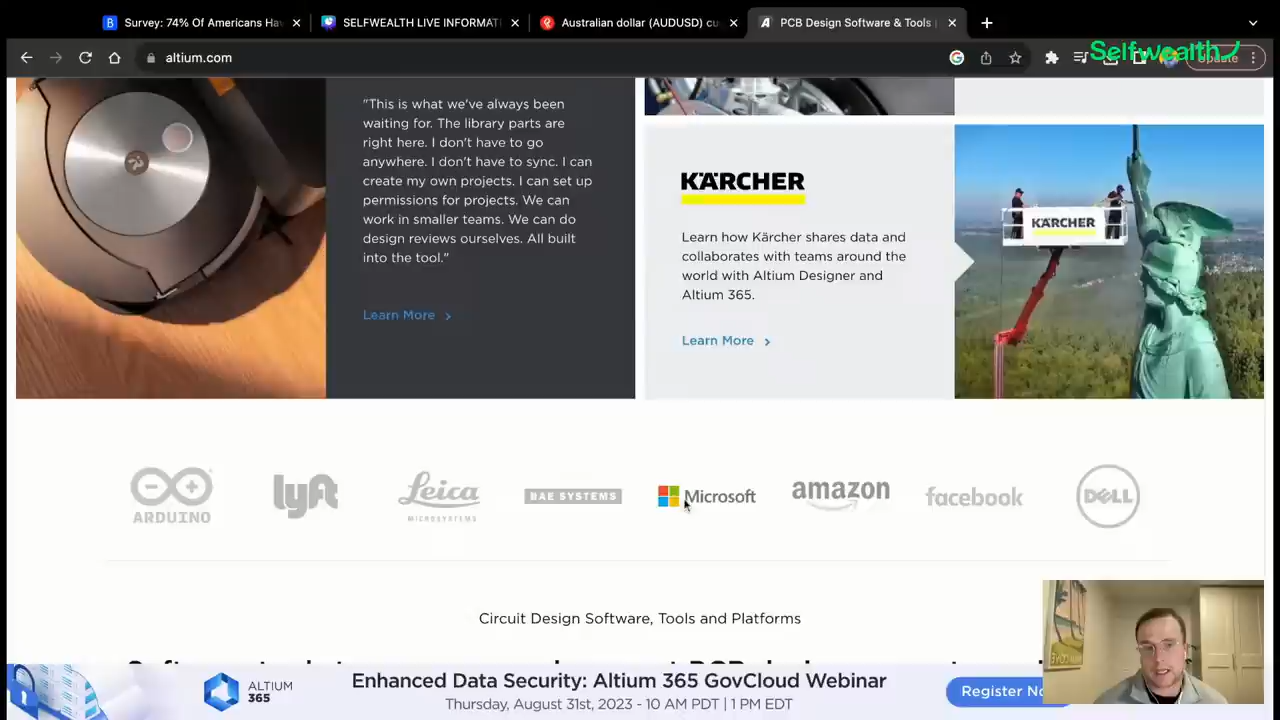 Survey: 74% Of Americans Hav
SELFWEALTH LIVE INFORMAT
Australian dollar (AUDUSD) cu
PCB Design Software & Tools |
altium.com
Selfwealth
Update
"This is what we've always been
waiting for. The library parts are
right here. I don't have to go
anywhere. I don't have to sync. I can
create my own projects. I can set up
permissions for projects. We can
work in smaller teams. We can do
design reviews ourselves. All built
into the tool."
Learn More
KÄRCHER
Learn how Kärcher shares data and
collaborates with teams around the
world with Altium Designer and
Altium 365.
Learn More
KÄRCHER
ARDUINO
lyft
Leica
MICROSYSTEMS
BAE SYSTEMS
Microsoft
amazon
facebook
DELL
Circuit Design Software, Tools and Platforms
ALTIUM
365
Enhanced Data Security: Altium 365 GovCloud Webinar
Thursday, August 31st, 2023 - 10 AM PDT | 1 PM EDT
Register No